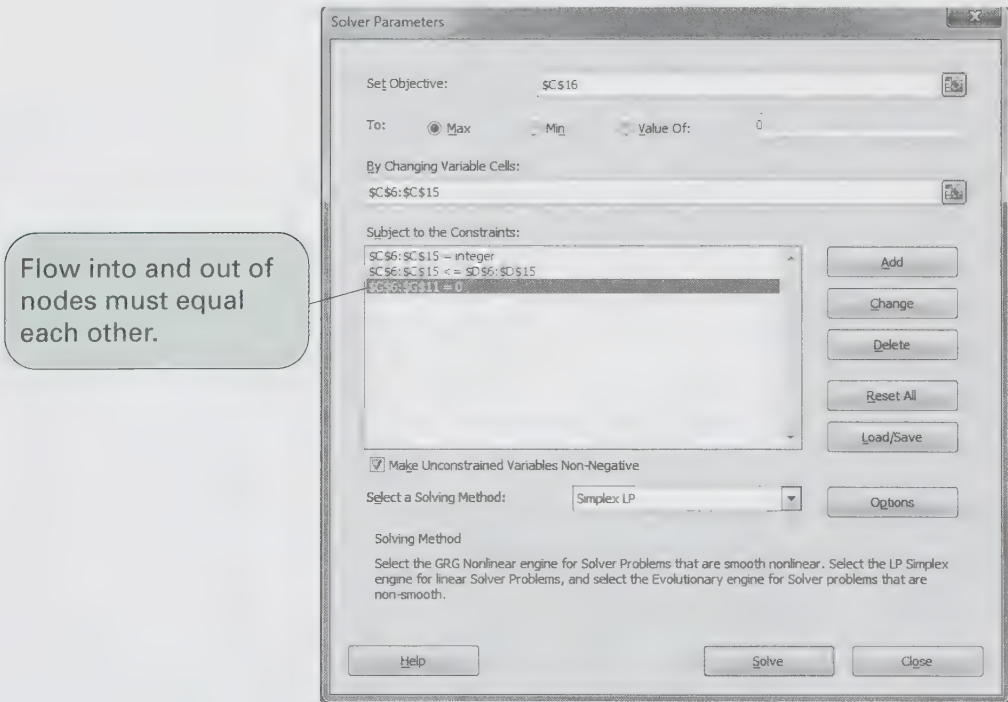 Solver Parameters
Set Objective: $C$16
To: Max Min Value Of: 0
By Changing Variable Cells:
$C$6:$C$15
Subject to the Constraints:
$C$6:$C$15 = integer
$C$6:$C$15 <= $D$6:$D$15
$G$6:$G$11 = 0
Flow into and out of
nodes must equal
each other.
Add
Change
Delete
Reset All
Load/Save
Make Unconstrained Variables Non-Negative
Select a Solving Method: Simplex LP Options
Solving Method
Select the GRG Nonlinear engine for Solver Problems that are smooth nonlinear. Select the LP Simplex
engine for linear Solver Problems, and select the Evolutionary engine for Solver problems that are
non-smooth.
Help Solve Close